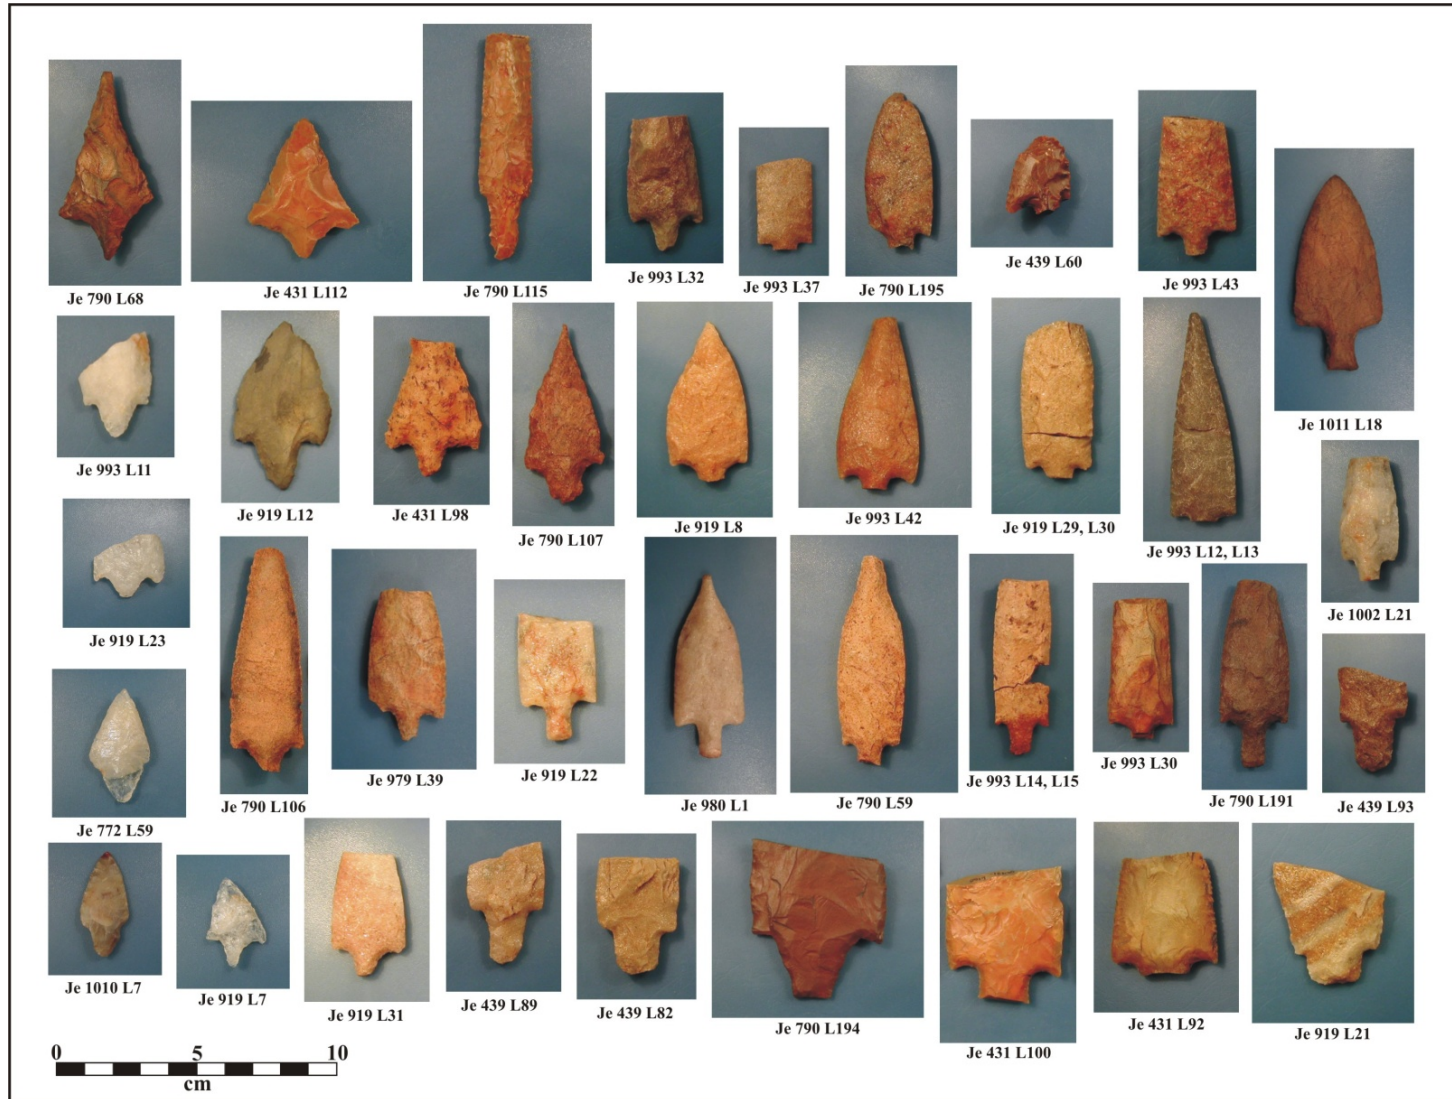 Je 790 L68
Je 431 L112
Je 790 L115
Je 993 L32
Je 993 L37
Je 790 L195
Je 439 L60
Je 993 L43
Je 1011 L18
Je 993 L11
Je 919 L12
Je 431 L98
Je 790 L107
Je 919 L8
Je 993 L42
Je 919 L29, L30
Je 993 L12, L13
Je 1002 L21
Je 919 L23
Je 790 L106
Je 979 L39
Je 919 L22
Je 980 L1
Je 790 L59
Je 993 L14, L15
Je 993 L30
Je 790 L191
Je 439 L93
Je 772 L59
Je 1010 L7
Je 919 L7
Je 919 L31
Je 439 L89
Je 439 L82
Je 790 L194
Je 431 L100
Je 431 L92
Je 919 L21
0 5 10
cm